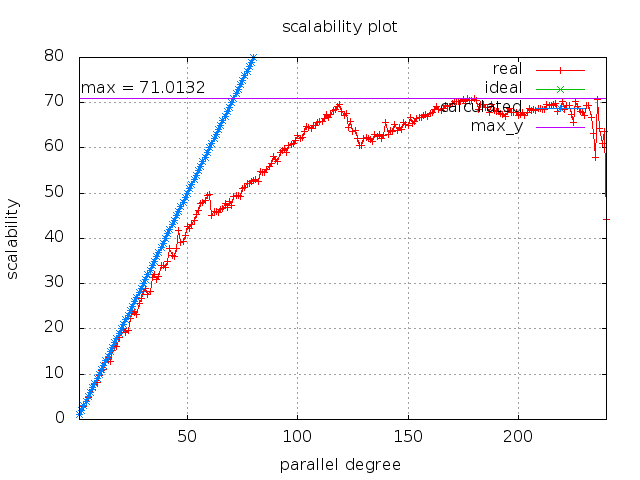 scalability plot
80
70
60
50
40
30
20
10
0
max = 71.0132
real
ideal
calculated
max_y
scalability
50
100
150
200
parallel degree